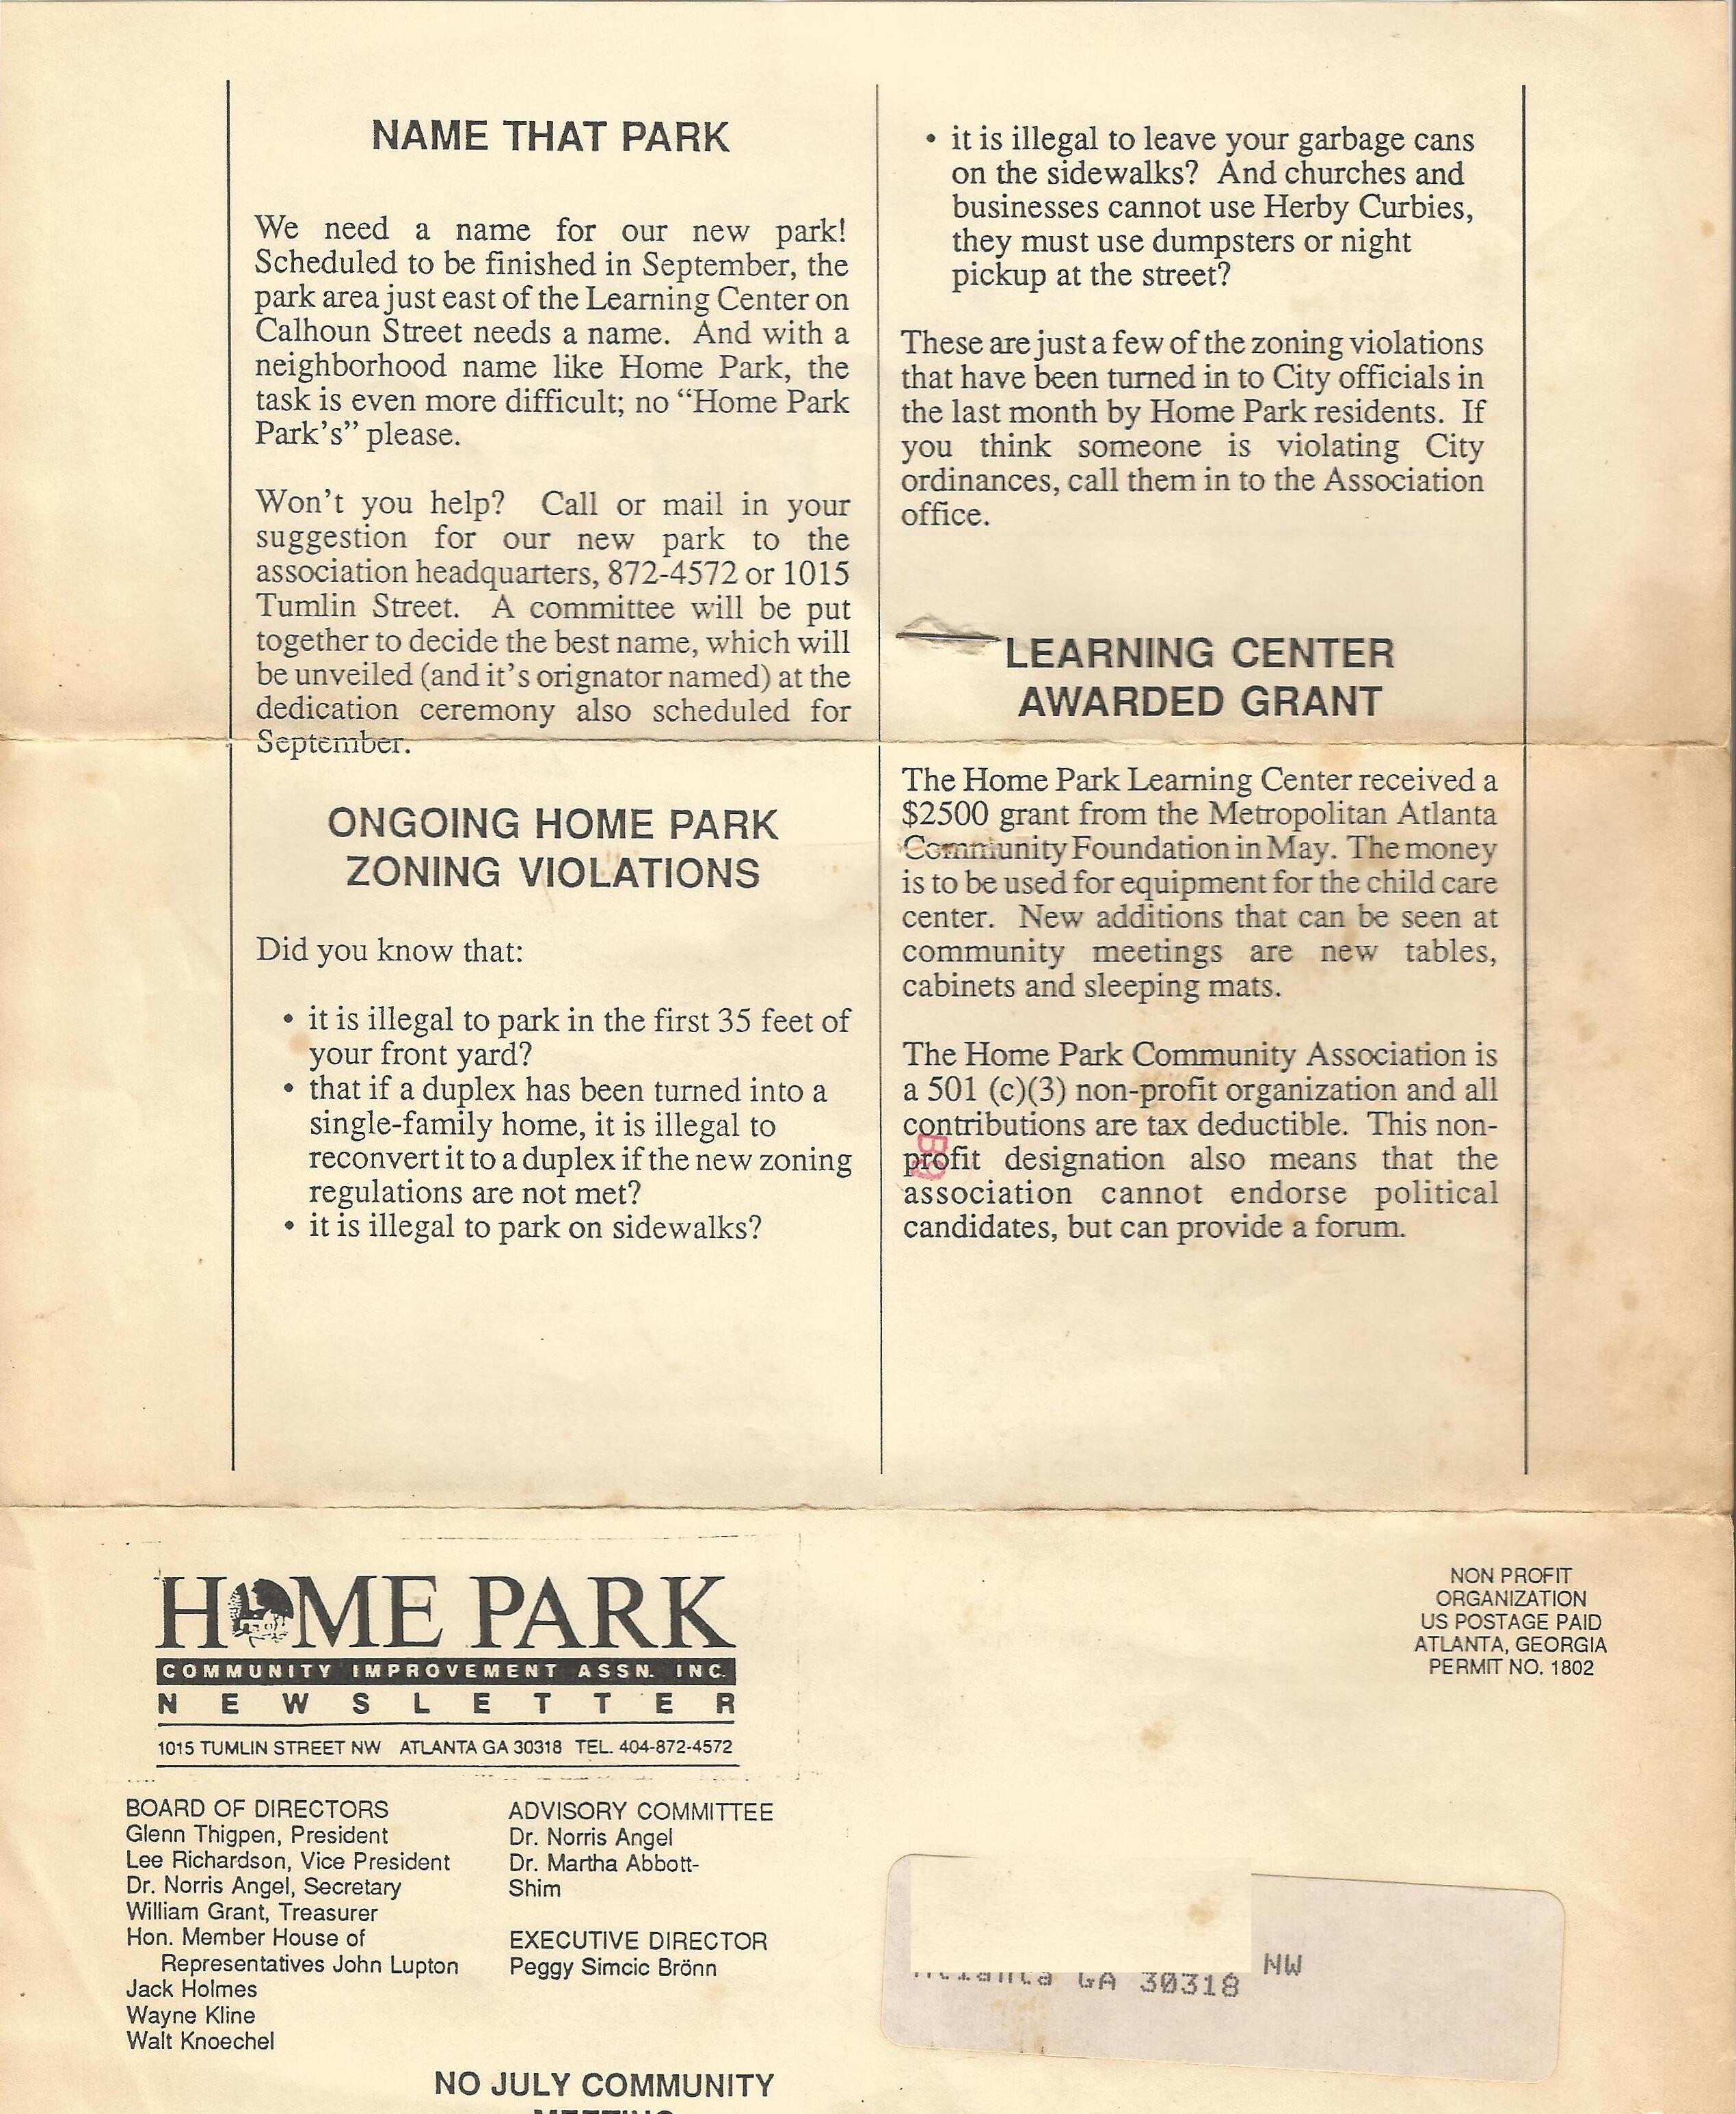 NAME THAT PARK
We need a name for our new park!
Scheduled to be finished in September, the
park area just east of the Learning Center on
Calhoun Street needs a name. And with a
neighborhood name like Home Park, the
task is even more difficult; no “Home Park
Park’s” please.
Won’t you help? Call or mail in your
suggestion for our new park to the
association headquarters, 872-4572 or 1015
Tumlin Street. A committee will be put
together to decide the best name, which will
be unveiled (and it’s orignator named) at the
dedication ceremony also scheduled for
September.
ONGOING HOME PARK
ZONING VIOLATIONS
Did you know that:
• it is illegal to park in the first 35 feet of
your front yard?
• that if a duplex has been turned into a
single-family home, it is illegal to
reconvert it to a duplex if the new zoning
regulations are not met?
• it is illegal to park on sidewalks?
• it is illegal to leave your garbage cans
on the sidewalks? And churches and
businesses cannot use Herby Curbies,
they must use dumpsters or night
pickup at the street?
These are just a few of the zoning violations
that have been turned in to City officials in
the last month by Home Park residents. If
you think someone is violating City
ordinances, call them in to the Association
office.
LEARNING CENTER
AWARDED GRANT
The Home Park Learning Center received a
$2500 grant from the Metropolitan Atlanta
Community Foundation in May. The money
is to be used for equipment for the child care
center. New additions that can be seen at
community meetings are new tables,
cabinets and sleeping mats.
The Home Park Community Association is
a 501 (c)(3) non-profit organization and all
contributions are tax deductible. This non-
profit designation also means that the
association cannot endorse political
candidates, but can provide a forum.
HOME PARK
COMMUNITY IMPROVEMENT ASSN. INC.
NEWSLETTER
1015 TUMLIN STREET NW ATLANTA GA 30318 TEL. 404-872-4572
BOARD OF DIRECTORS
Glenn Thigpen, President
Lee Richardson, Vice President
Dr. Norris Angel, Secretary
William Grant, Treasurer
Hon. Member House of
Representatives John Lupton
Jack Holmes
Wayne Kline
Walt Knoechel
ADVISORY COMMITTEE
Dr. Norris Angel
Dr. Martha Abbott-
Shim
EXECUTIVE DIRECTOR
Peggy Simcic Brönn
NO JULY COMMUNITY
MEETING
NON PROFIT
ORGANIZATION
US POSTAGE PAID
ATLANTA, GEORGIA
PERMIT NO. 1802
NW
Atlanta GA 30318